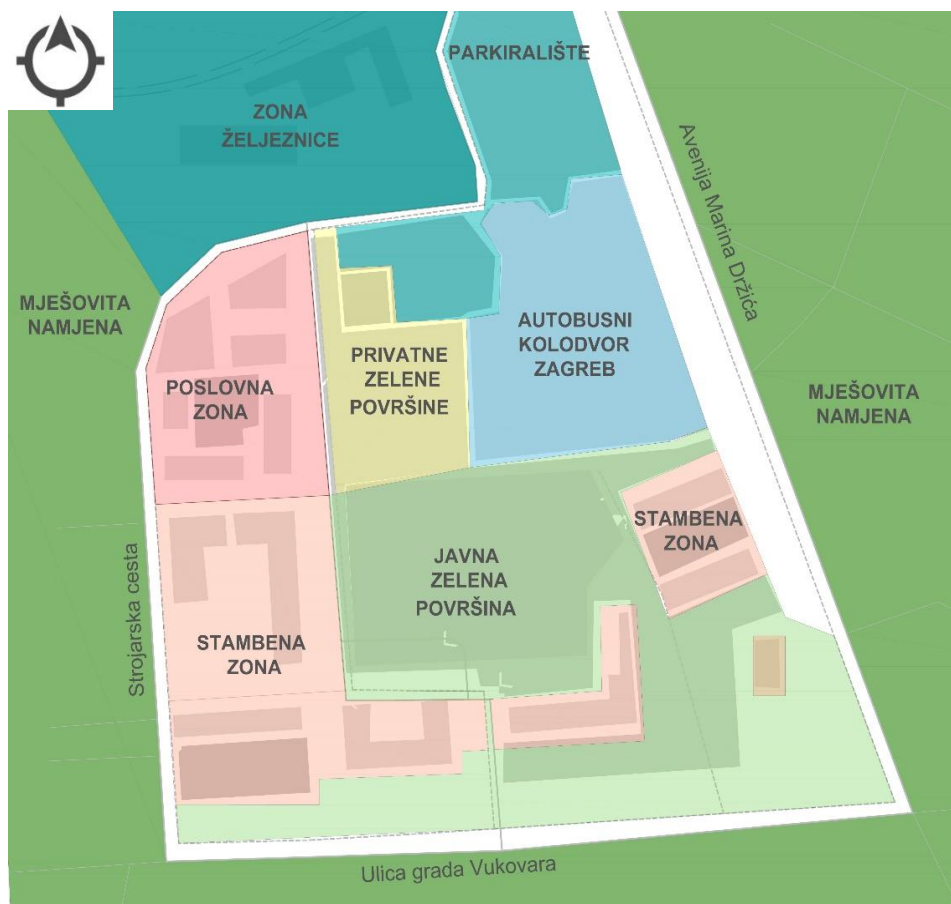 PARKIRALIŠTE
ZONA
ŽELJEZNICE
Avenija Marina Držića
MJEŠOVITA
NAMJENA
AUTOBUSNI
KOLODVOR
ZAGREB
PRIVATNE
ZELENE
POVRŠINE
POSLOVNA
ZONA
MJEŠOVITA
NAMJENA
STAMBENA
ZONA
JAVNA
ZELENA
POVRŠINA
STAMBENA
ZONA
Strojarska cesta
Ulica grada Vukovara